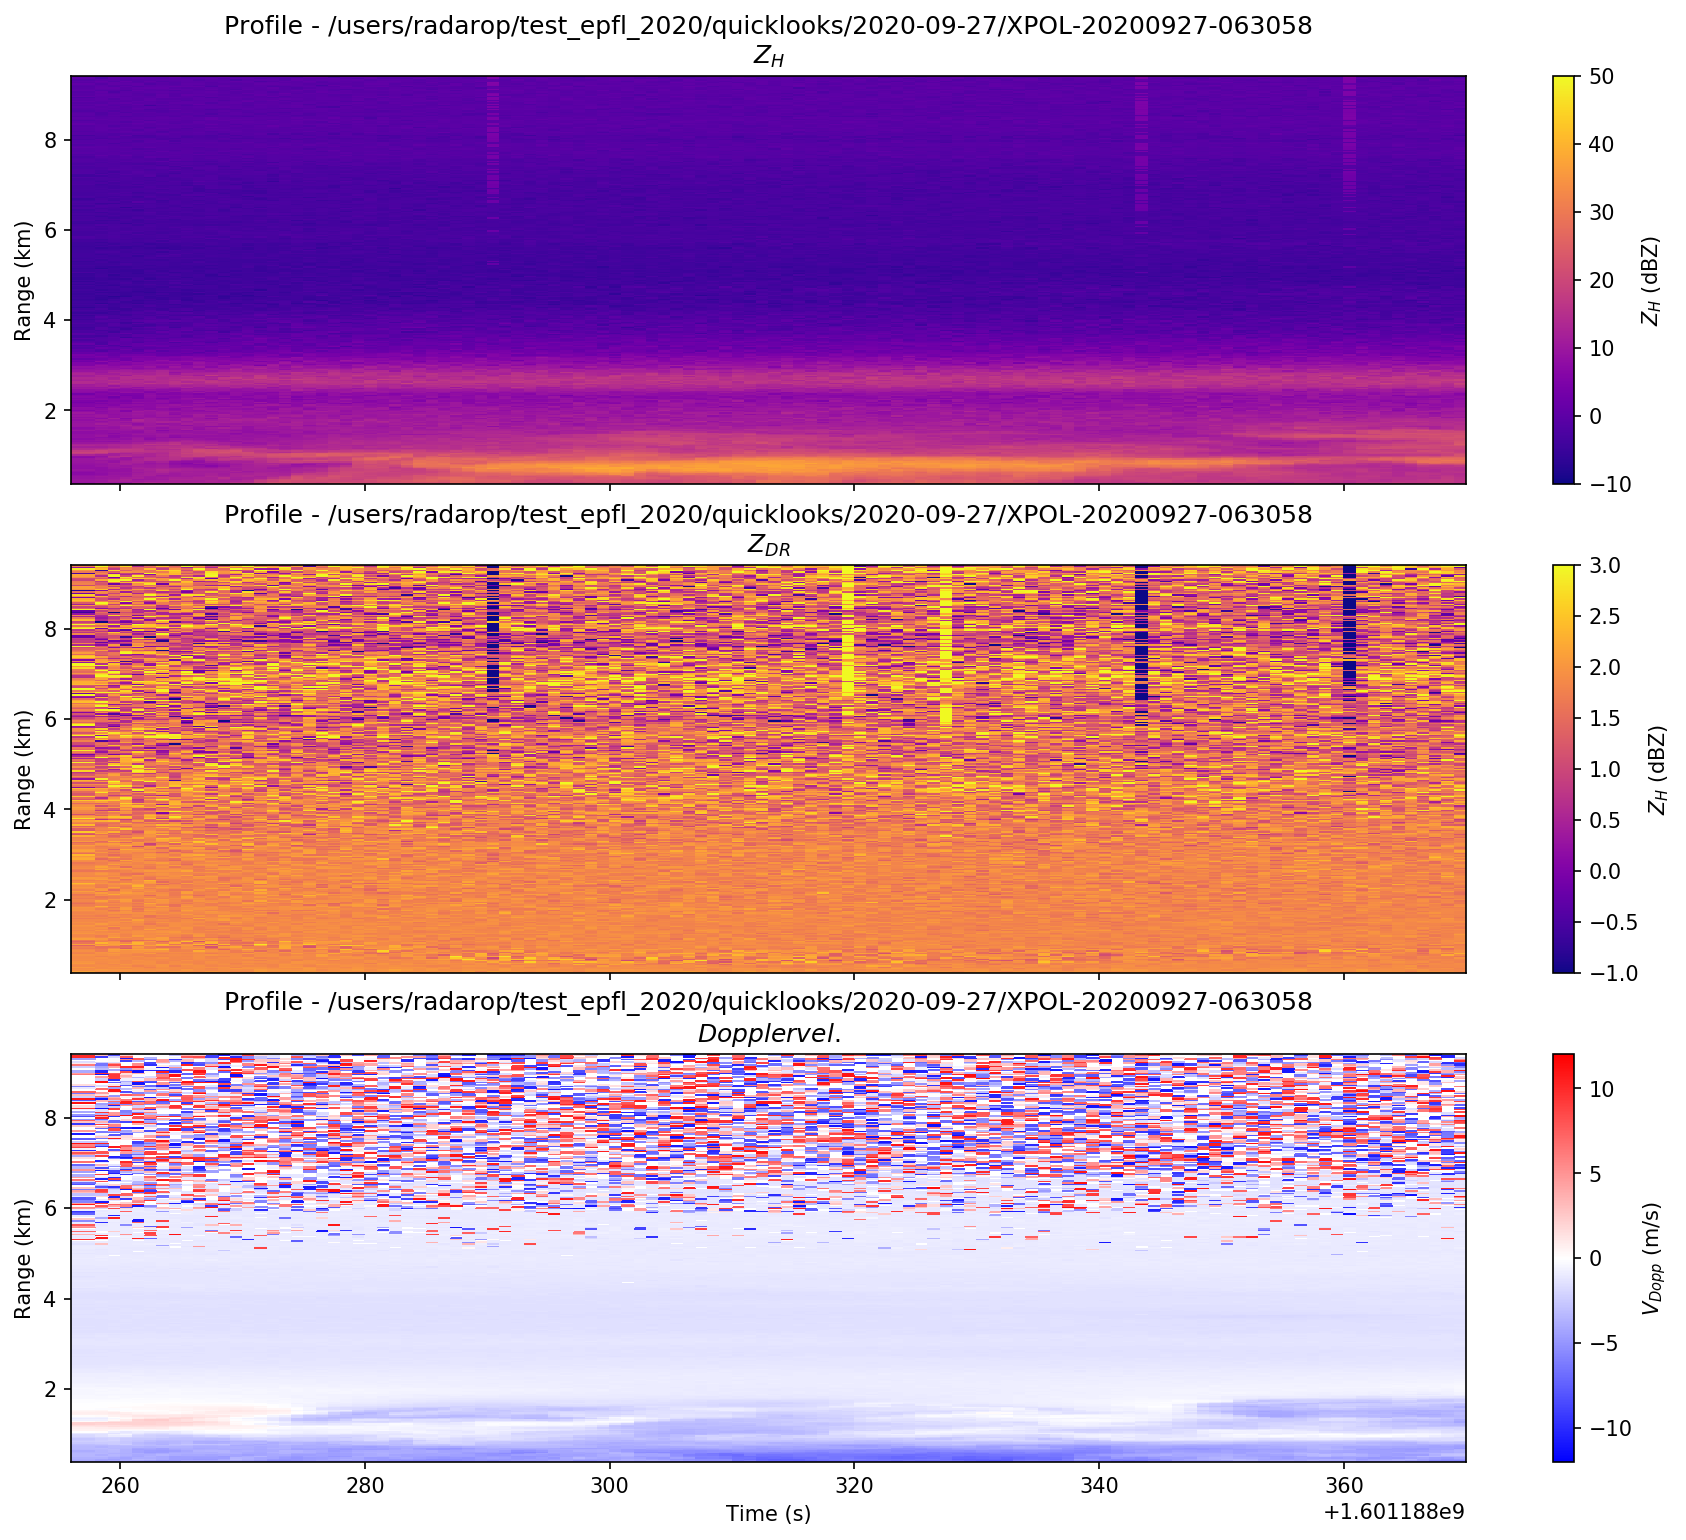 Profile - /users/radarop/test_epfl_2020/quicklooks/2020-09-27/XPOL-20200927-063058
Z_H
8
6
4
2
Range (km)
50
40
30
20
10
0
−10
Z_H (dBZ)
Profile - /users/radarop/test_epfl_2020/quicklooks/2020-09-27/XPOL-20200927-063058
Z_DR
8
6
4
2
Range (km)
3.0
2.5
2.0
1.5
1.0
0.5
0.0
−0.5
−1.0
Z_H (dBZ)
Profile - /users/radarop/test_epfl_2020/quicklooks/2020-09-27/XPOL-20200927-063058
Dopplervel.
8
6
4
2
Range (km)
260 280 300 320 340 360
Time (s)
+1.601188e9
10
5
0
−5
−10
V_Dopp (m/s)